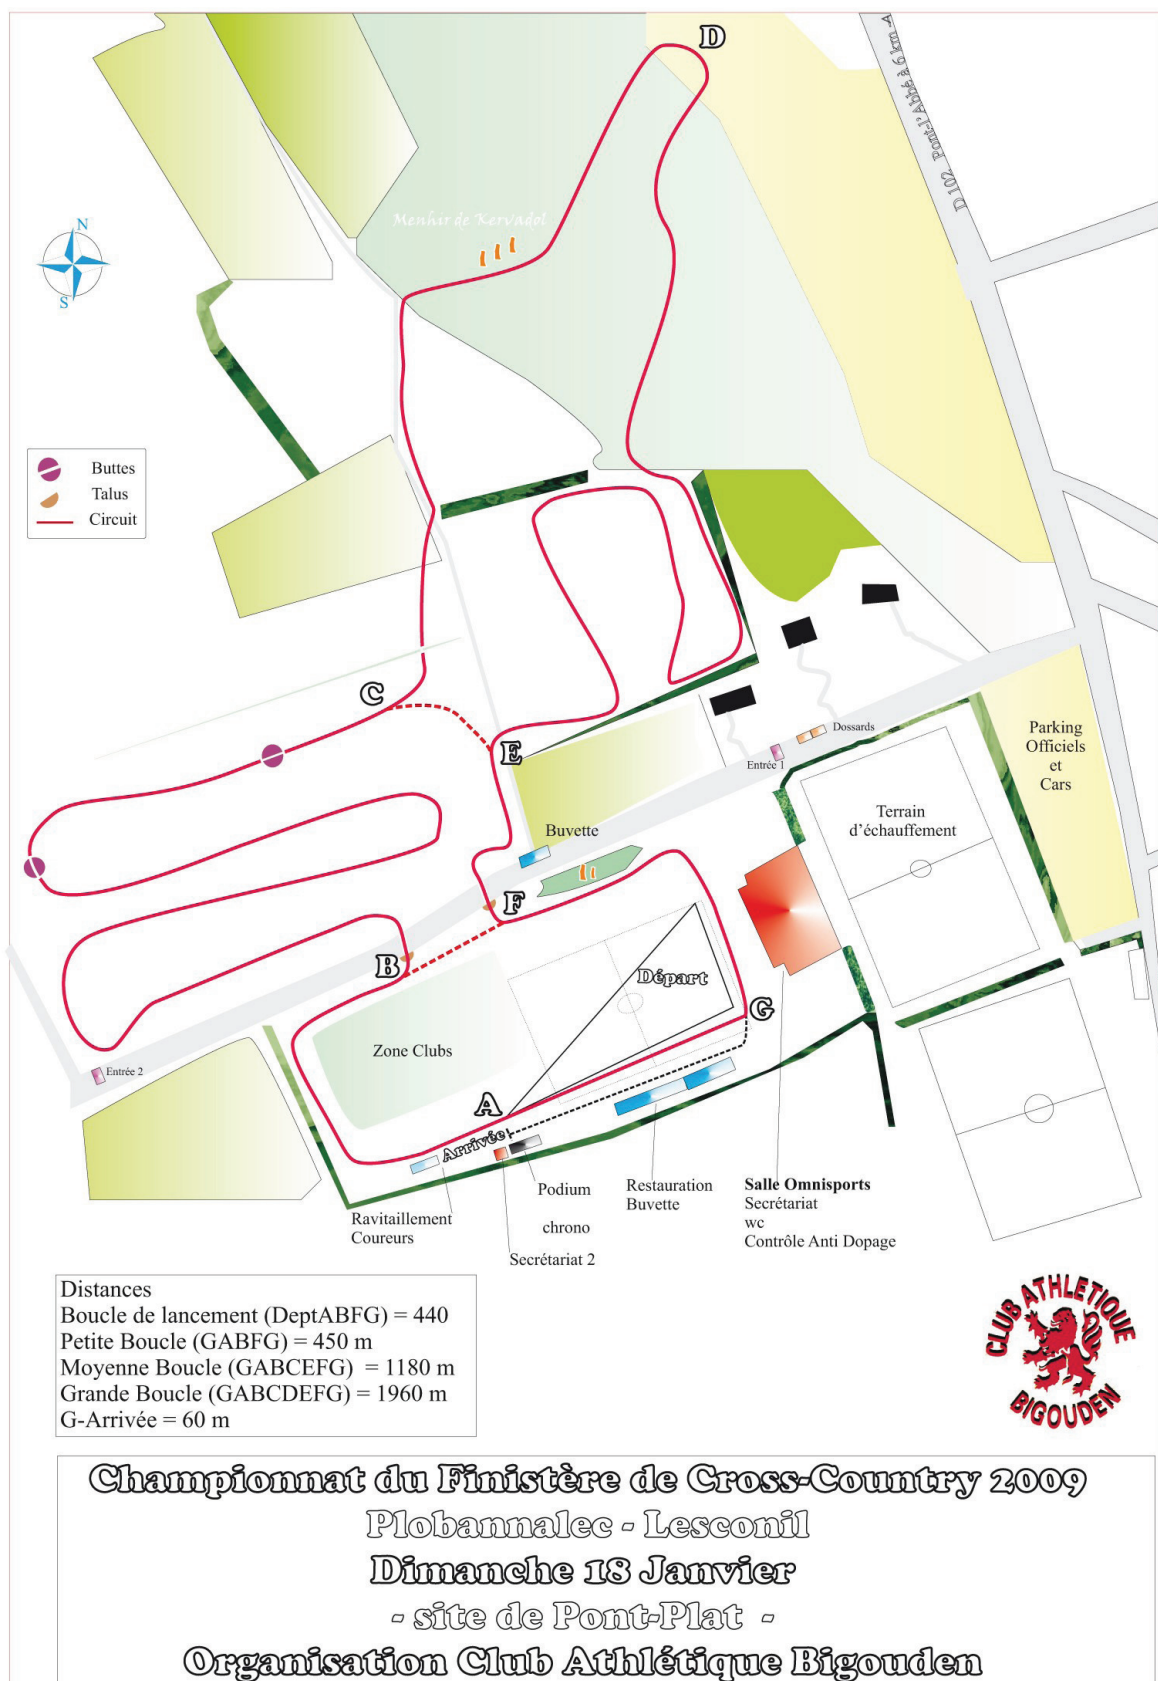 D
D 102, Pont-l'Abbé à 6 km
Menhir de Kervadol
N
S
Buttes
Talus
Circuit
C
E
Dossards
Entrée 1
Parking
Officiels
et
Cars
Terrain
d'échauffement
Buvette
F
B
Départ
G
Zone Clubs
Entrée 2
A
Arrivée
Podium
chrono
Restauration
Buvette
Salle Omnisports
Secrétariat
wc
Contrôle Anti Dopage
Ravitaillement
Coureurs
Secrétariat 2
Distances
Boucle de lancement (DeptABFG) = 440
Petite Boucle (GABFG) = 450 m
Moyenne Boucle (GABCEFG) = 1180 m
Grande Boucle (GABCDEFG) = 1960 m
G-Arrivée = 60 m
CLUB ATHLETIQUE
BIGOUDEN
Championnat du Finistère de Cross-Country 2009
Plobannalec - Lesconil
Dimanche 18 Janvier
- site de Pont-Plat -
Organisation Club Athlétique Bigouden